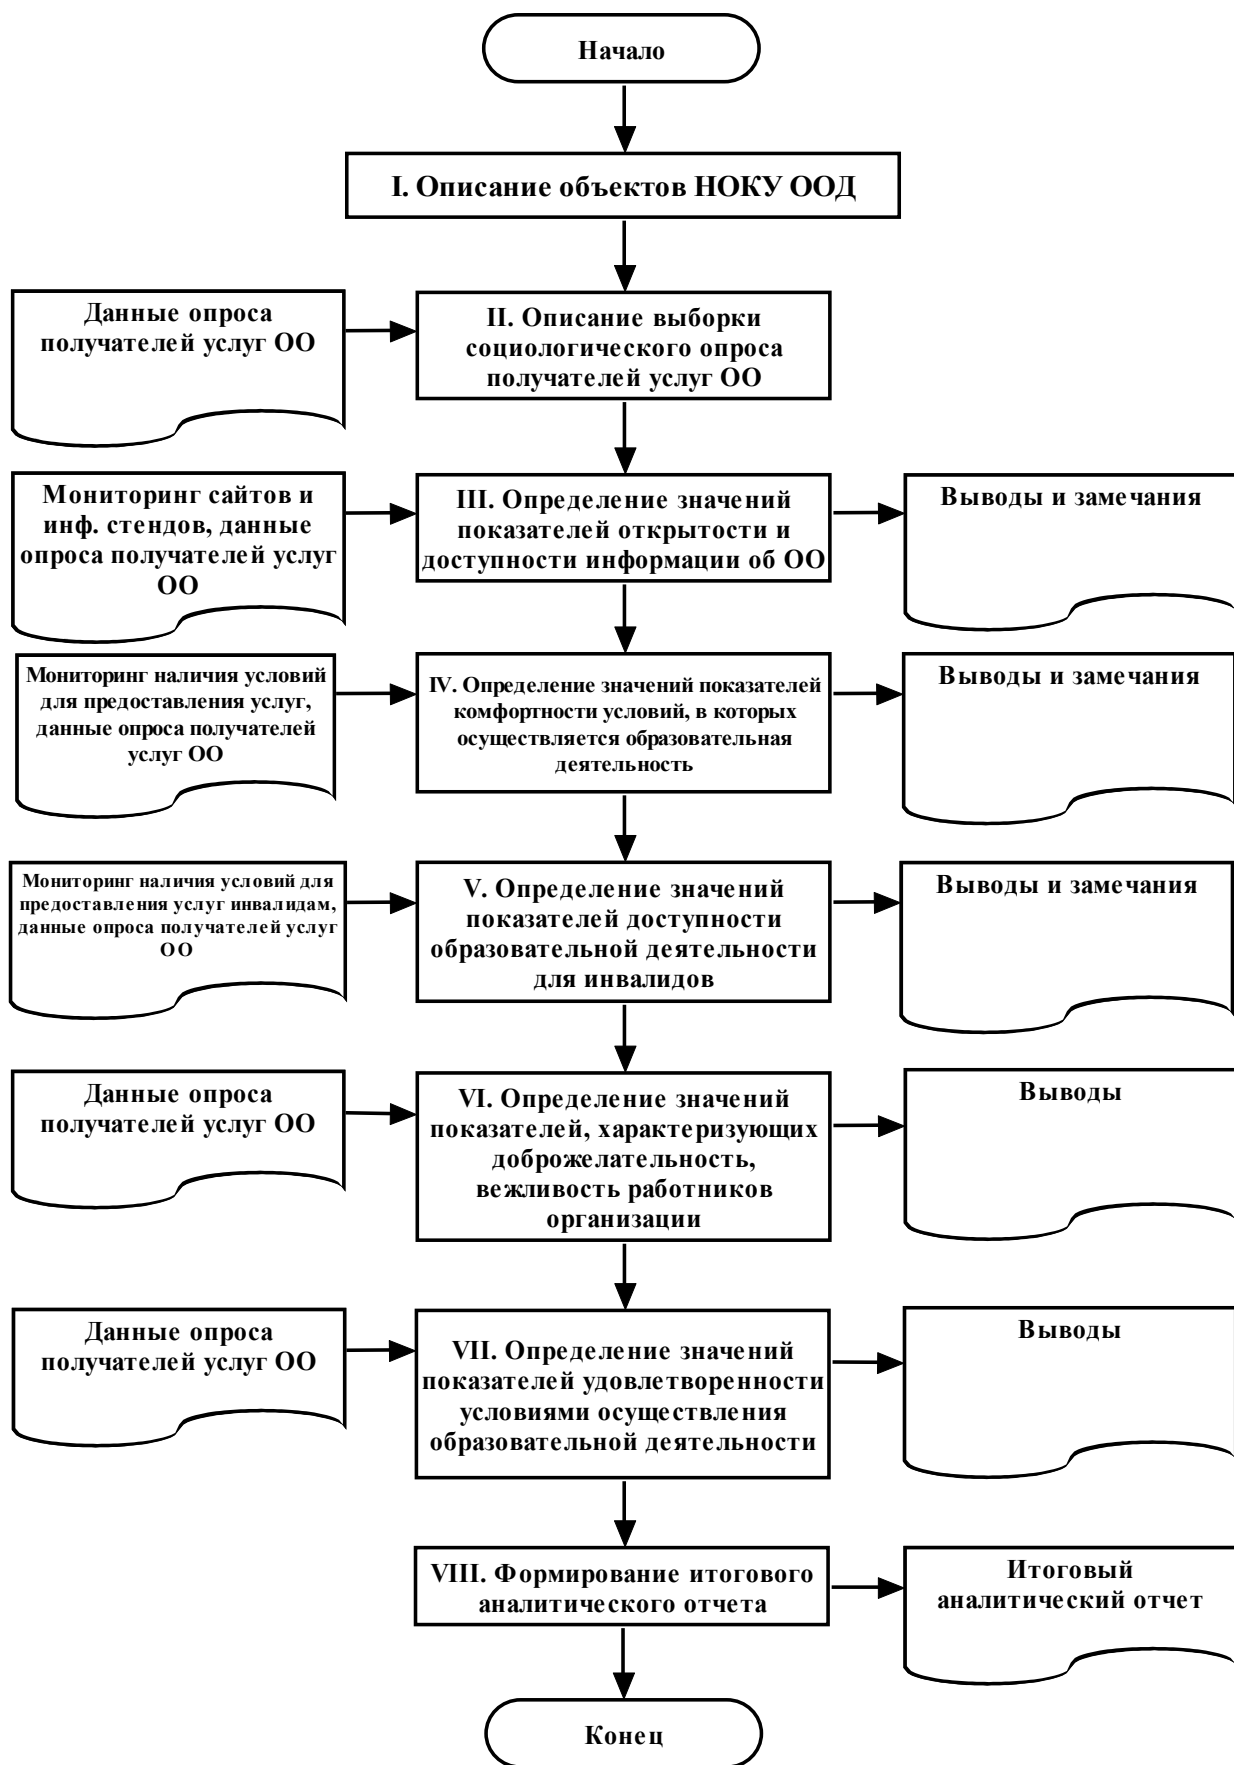 Начало
I. Описание объектов НОКУ ООД
Данные опроса
получателей услуг ОО
II. Описание выборки
социологического опроса
получателей услуг ОО
Мониторинг сайтов и
инф. стендов, данные
опроса получателей услуг
ОО
III. Определение значений
показателей открытости и
доступности информации об ОО
Выводы и замечания
Мониторинг наличия условий
для предоставления услуг,
данные опроса получателей
услуг ОО
IV. Определение значений показателей
комфортности условий, в которых
осуществляется образовательная
деятельность
Выводы и замечания
Мониторинг наличия условий для
предоставления услуг инвалидам,
данные опроса получателей услуг
ОО
V. Определение значений
показателей доступности
образовательной деятельности
для инвалидов
Выводы и замечания
Данные опроса
получателей услуг ОО
VI. Определение значений
показателей, характеризующих
доброжелательность,
вежливость работников
организации
Выводы
Данные опроса
получателей услуг ОО
VII. Определение значений
показателей удовлетворенности
условиями осуществления
образовательной деятельности
Выводы
VIII. Формирование итогового
аналитического отчета
Итоговый
аналитический отчет
Конец